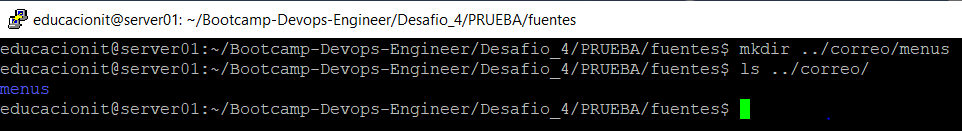 educacionit@server01: ~/Bootcamp-Devops-Engineer/Desafio_4/PRUEBA/fuentes
educacionit@server01:~/Bootcamp-Devops-Engineer/Desafio_4/PRUEBA/fuentes$ mkdir ../correo/menus
educacionit@server01:~/Bootcamp-Devops-Engineer/Desafio_4/PRUEBA/fuentes$ ls ../correo/
menus
educacionit@server01:~/Bootcamp-Devops-Engineer/Desafio_4/PRUEBA/fuentes$